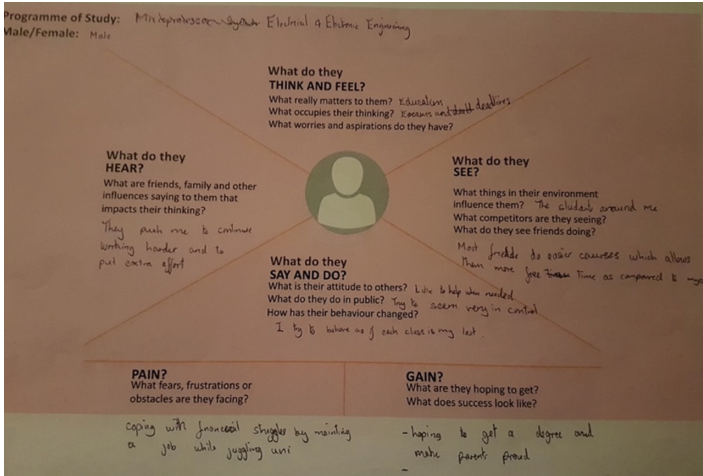 Programme of Study: Microprocessor System Electrical & Electronic Engineering
Male/Female: Male
What do they
THINK AND FEEL?
What really matters to them? Education
What occupies their thinking? Exams and deadlines
What worries and aspirations do they have?
What do they
HEAR?
What are friends, family and other
influences saying to them that
impacts their thinking?
They push me to continue
working harder and to
put extra effort
What do they
SEE?
What things in their environment
influence them? The students around me
What competitors are they seeing?
What do they see friends doing?
Most friends do easier courses which allows
them more free time as compared to
What do they
SAY AND DO?
What is their attitude to others? Like to help when needed
What do they do in public? Try to seem very in control
How has their behaviour changed?
I try to behave as if each class is my last
PAIN?
What fears, frustrations or
obstacles are they facing?
coping with financial struggles by
a job while juggling uni
GAIN?
What are they hoping to get?
What does success look like?
- hoping to get a degree and
make parents proud
-